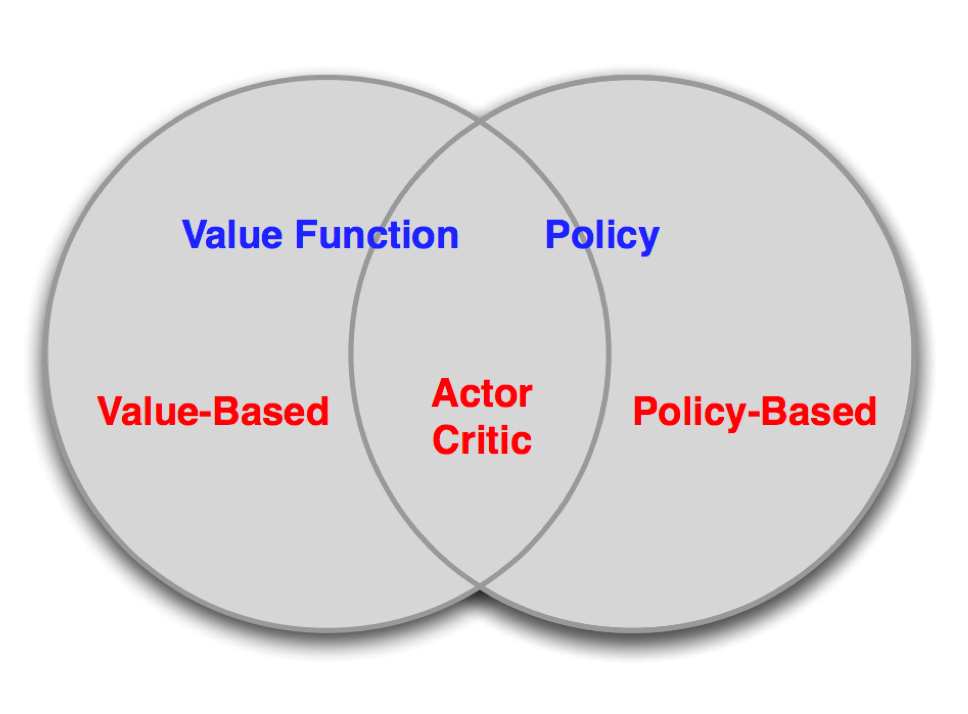 Value Function
Policy
Value-Based
Actor
Critic
Policy-Based